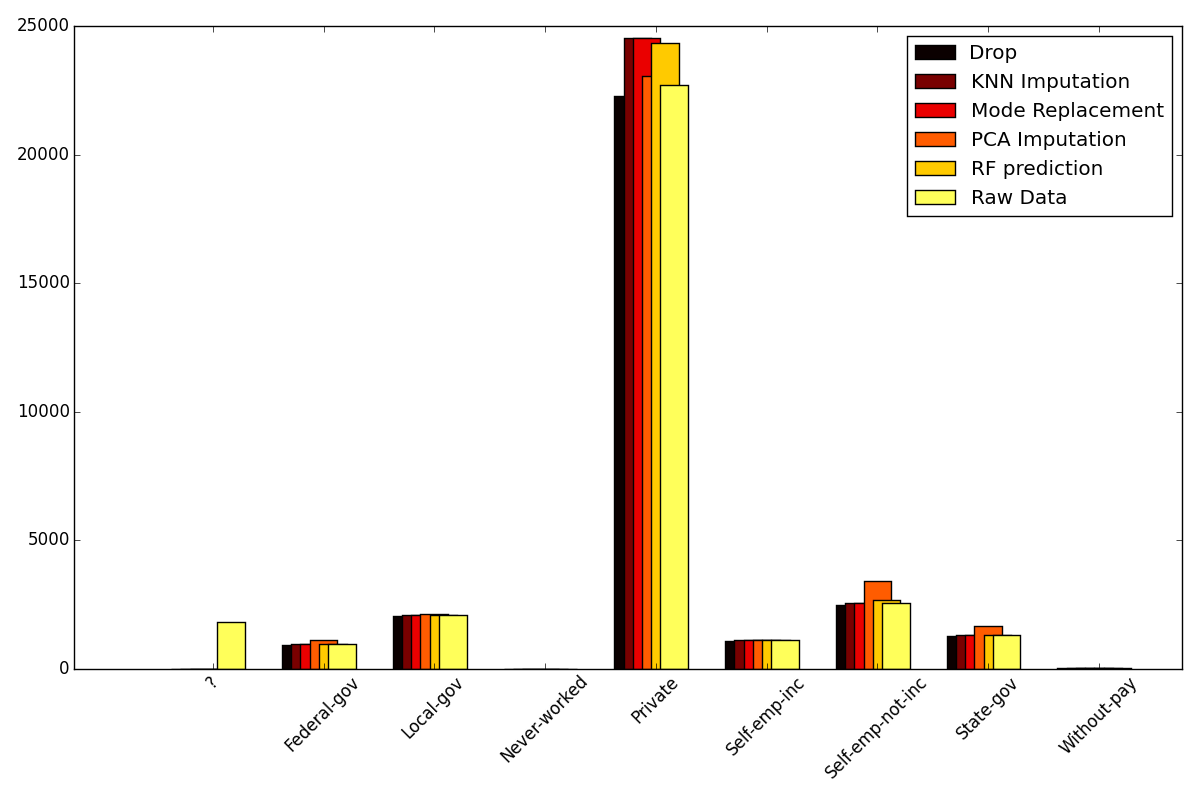 25000
20000
15000
10000
5000
0
Drop
KNN Imputation
Mode Replacement
PCA Imputation
RF prediction
Raw Data
?
Federal-gov
Local-gov
Never-worked
Private
Self-emp-inc
Self-emp-not-inc
State-gov
Without-pay